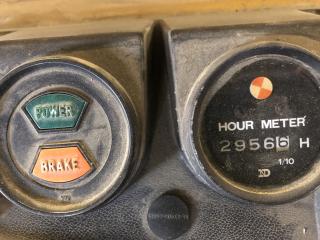 POWER
BRAKE
HOUR METER
29566 H
1/10
ND